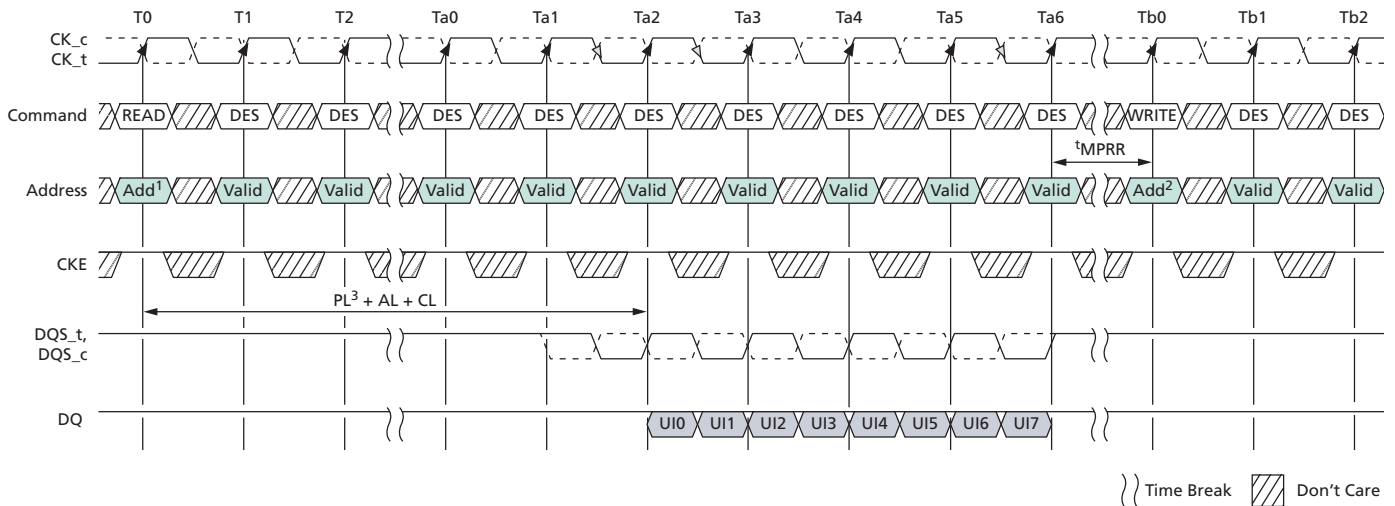 T0 T1 T2 Ta0 Ta1 Ta2 Ta3 Ta4 Ta5 Ta6 Tb0 Tb1 Tb2
CK_c
CK_t
Command READ DES DES DES DES DES DES DES DES DES WRITE DES DES
tMPRR
Address Add1 Valid Valid Valid Valid Valid Valid Valid Valid Valid Add2 Valid Valid
CKE
PL3 + AL + CL
DQS_t,
DQS_c
DQ UI0 UI1 UI2 UI3 UI4 UI5 UI6 UI7
Time Break Don't Care